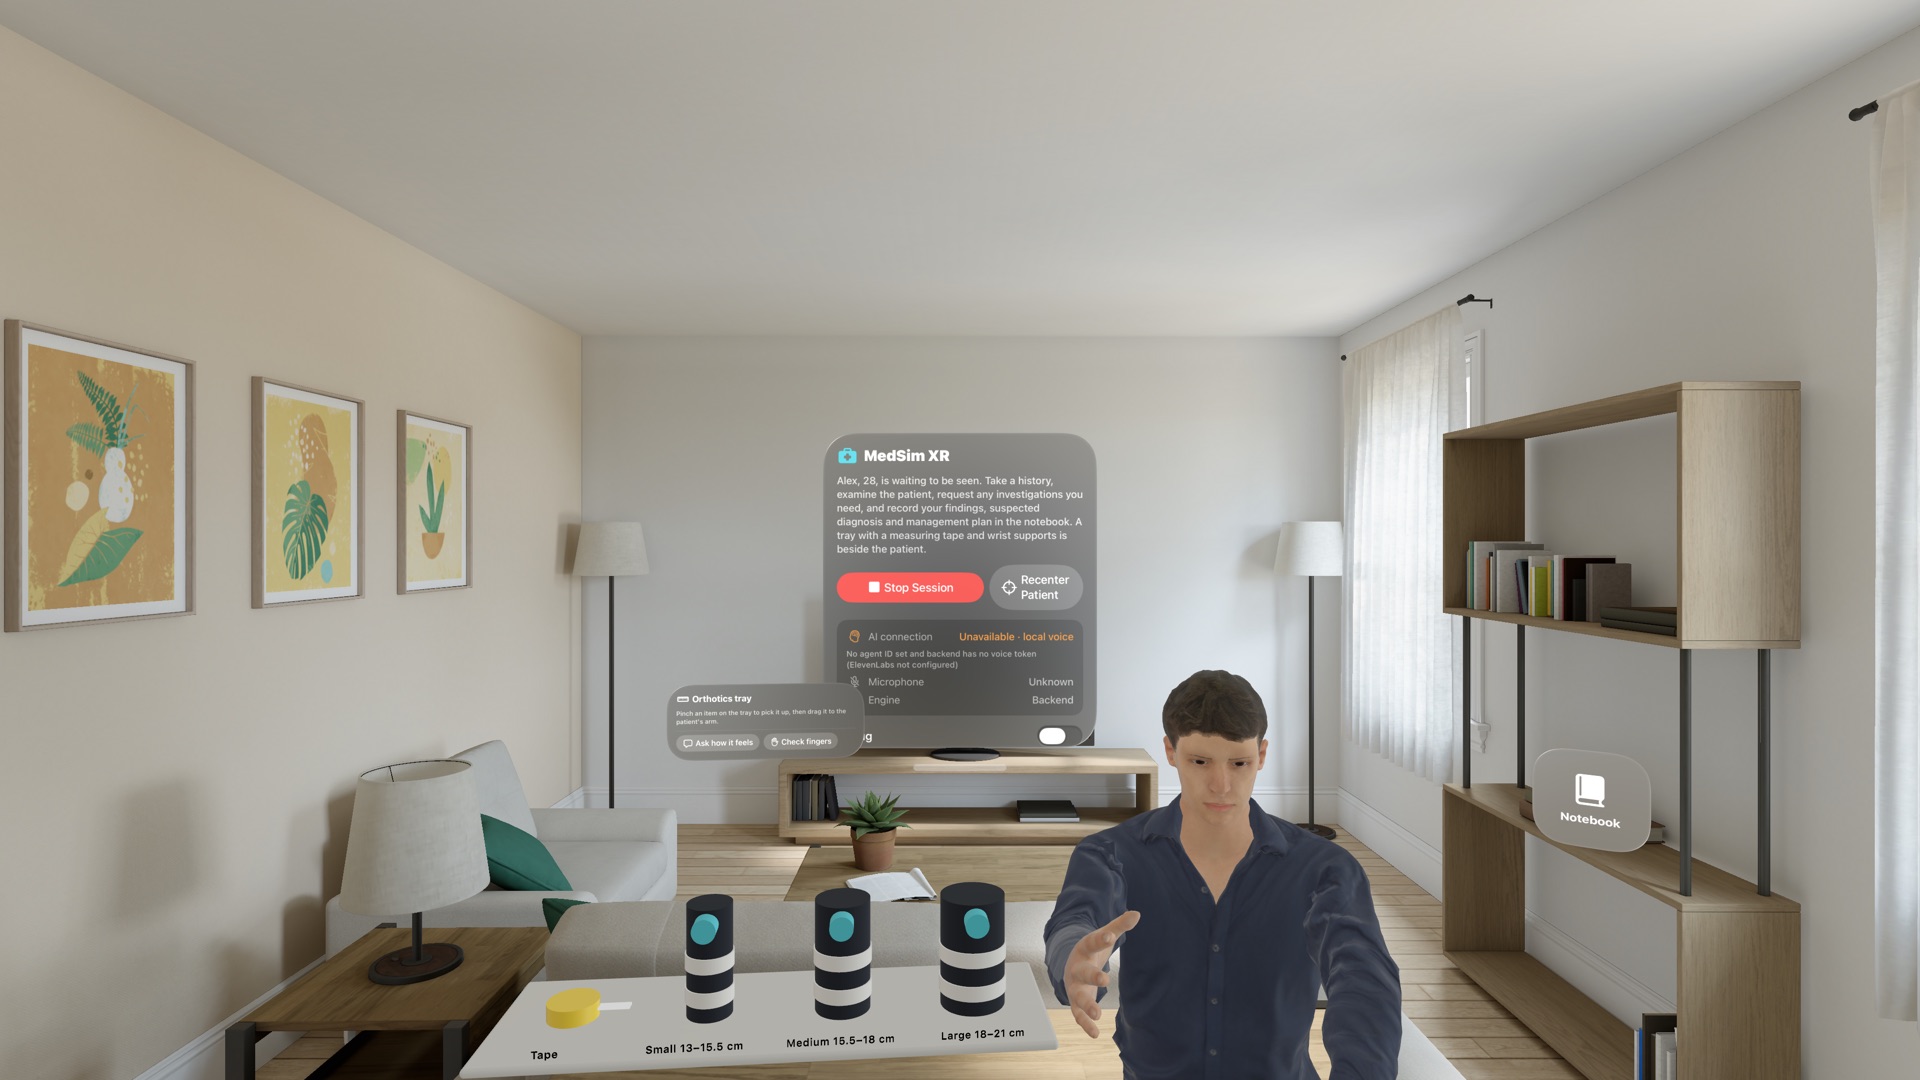 MedSim XR
Alex, 28, is waiting to be seen. Take a history,
examine the patient, request any investigations you
need, and record your findings, suspected
diagnosis and management plan in the notebook. A
tray with a measuring tape and wrist supports is
beside the patient.
Stop Session
Recenter
Patient
AI connection
Unavailable · local voice
No agent ID set and backend has no voice token
(ElevenLabs not configured)
Microphone
Unknown
Engine
Backend
Orthotics tray
Pinch an item on the tray to pick it up, then drag it to the
patient's arm.
Ask how it feels
Check fingers
Notebook
Tape
Small 13–15.5 cm
Medium 15.5–18 cm
Large 18–21 cm